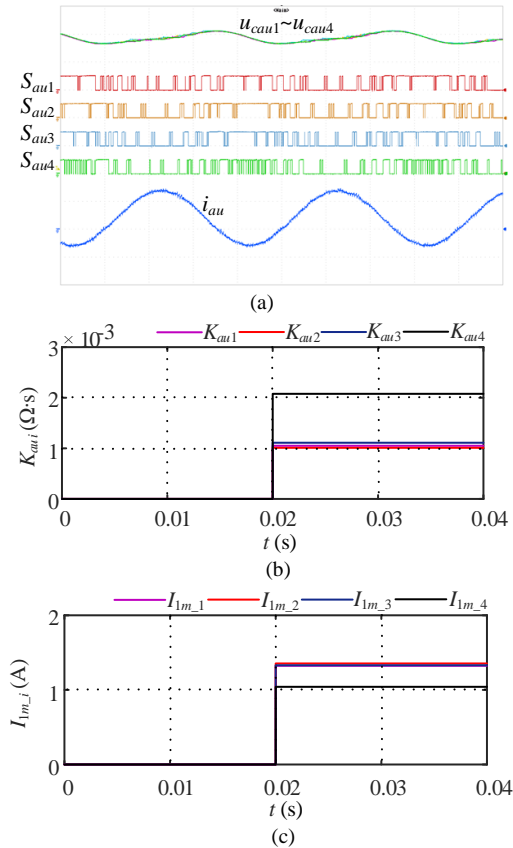 u_cau1~u_cau4
S_au1
S_au2
S_au3
S_au4
i_au
(a)
× 10^-3
K_au1 K_au2 K_au3 K_au4
3
2
1
0
K_aui (Ω·s)
0 0.01 0.02 0.03 0.04
t (s)
(b)
I_1m_1 I_1m_2 I_1m_3 I_1m_4
2
1
0
I_1m_i (A)
0 0.01 0.02 0.03 0.04
t (s)
(c)